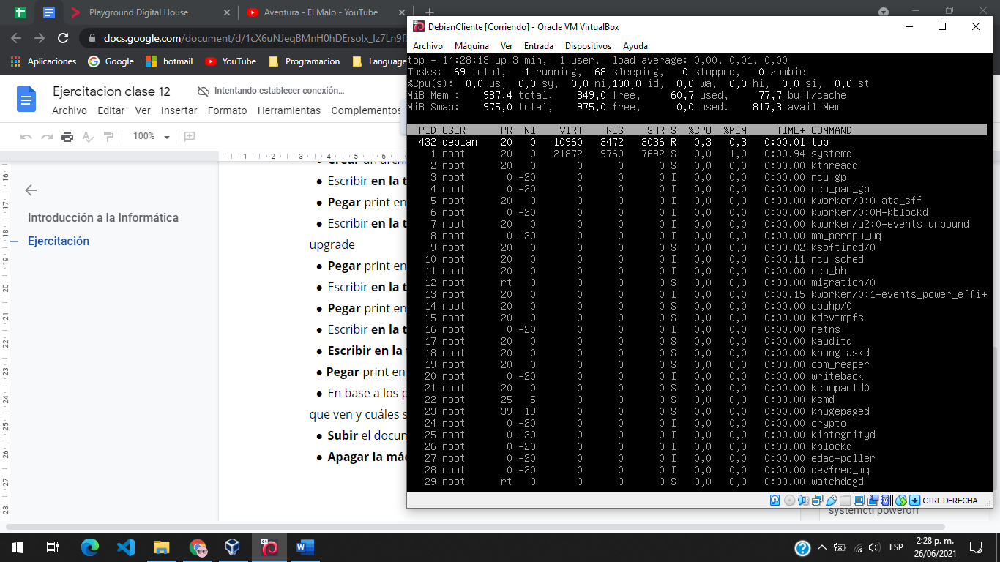 Playground Digital House
Aventura - El Malo - YouTube
docs.google.com/document/d/1cX6uNJeqBMnH0hDErsoIx_Iz7Ln9f
Aplicaciones
Google
hotmail
YouTube
Programacion
Language
Ejercitacion clase 12
Intentando establecer conexión...
Archivo Editar Ver Insertar Formato Herramientas Complementos
100%
1 2 3 4 5 6 7
16
17
18
19
20
21
22
23
24
25
26
27
28
Introducción a la Informática
Ejercitación
● Escribir en la t
● Pegar print en
● Escribir en la t
upgrade
● Pegar print en
● Escribir en la t
● Pegar print en
● Escribir en la t
● Escribir en la
● Pegar print en
● En base a los p
que ven y cuáles s
● Subir el docum
● Apagar la má
DebianCliente [Corriendo] - Oracle VM VirtualBox
Archivo Máquina Ver Entrada Dispositivos Ayuda
top - 14:28:13 up 3 min, 1 user, load average: 0,00, 0,01, 0,00
Tasks: 69 total, 1 running, 68 sleeping, 0 stopped, 0 zombie
%Cpu(s): 0,0 us, 0,0 sy, 0,0 ni,100,0 id, 0,0 wa, 0,0 hi, 0,0 si, 0,0 st
MiB Mem : 987,4 total, 849,0 free, 60,7 used, 77,7 buff/cache
MiB Swap: 975,0 total, 975,0 free, 0,0 used. 817,3 avail Mem
PID USER PR NI VIRT RES SHR S %CPU %MEM TIME+ COMMAND
432 debian 20 0 10960 3472 3036 R 0,3 0,3 0:00.01 top
1 root 20 0 21872 9760 7692 S 0,0 1,0 0:00.94 systemd
2 root 20 0 0 0 0 S 0,0 0,0 0:00.00 kthreadd
3 root 0 -20 0 0 0 I 0,0 0,0 0:00.00 rcu_gp
4 root 0 -20 0 0 0 I 0,0 0,0 0:00.00 rcu_par_gp
5 root 20 0 0 0 0 I 0,0 0,0 0:00.00 kworker/0:0-ata_sff
6 root 0 -20 0 0 0 I 0,0 0,0 0:00.00 kworker/0:0H-kblockd
7 root 20 0 0 0 0 I 0,0 0,0 0:00.00 kworker/u2:0-events_unbound
8 root 0 -20 0 0 0 I 0,0 0,0 0:00.00 mm_percpu_wq
9 root 20 0 0 0 0 S 0,0 0,0 0:00.02 ksoftirqd/0
10 root 20 0 0 0 0 I 0,0 0,0 0:00.11 rcu_sched
11 root 20 0 0 0 0 I 0,0 0,0 0:00.00 rcu_bh
12 root rt 0 0 0 0 S 0,0 0,0 0:00.00 migration/0
13 root 20 0 0 0 0 I 0,0 0,0 0:00.15 kworker/0:1-events_power_effi+
14 root 20 0 0 0 0 S 0,0 0,0 0:00.00 cpuhp/0
15 root 20 0 0 0 0 S 0,0 0,0 0:00.00 kdevtmpfs
16 root 0 -20 0 0 0 I 0,0 0,0 0:00.00 netns
17 root 20 0 0 0 0 S 0,0 0,0 0:00.00 kauditd
18 root 20 0 0 0 0 S 0,0 0,0 0:00.00 khungtaskd
19 root 20 0 0 0 0 S 0,0 0,0 0:00.00 oom_reaper
20 root 0 -20 0 0 0 I 0,0 0,0 0:00.00 writeback
21 root 20 0 0 0 0 S 0,0 0,0 0:00.00 kcompactd0
22 root 25 5 0 0 0 S 0,0 0,0 0:00.00 ksmd
23 root 39 19 0 0 0 S 0,0 0,0 0:00.00 khugepaged
24 root 0 -20 0 0 0 I 0,0 0,0 0:00.00 crypto
25 root 0 -20 0 0 0 I 0,0 0,0 0:00.00 kintegrityd
26 root 0 -20 0 0 0 I 0,0 0,0 0:00.00 kblockd
27 root 0 -20 0 0 0 I 0,0 0,0 0:00.00 edac-poller
28 root 0 -20 0 0 0 I 0,0 0,0 0:00.00 devfreq_wq
29 root rt 0 0 0 0 S 0,0 0,0 0:00.00 watchdogd
CTRL DERECHA
systemctl poweroff
ESP
2:28 p. m.
26/06/2021